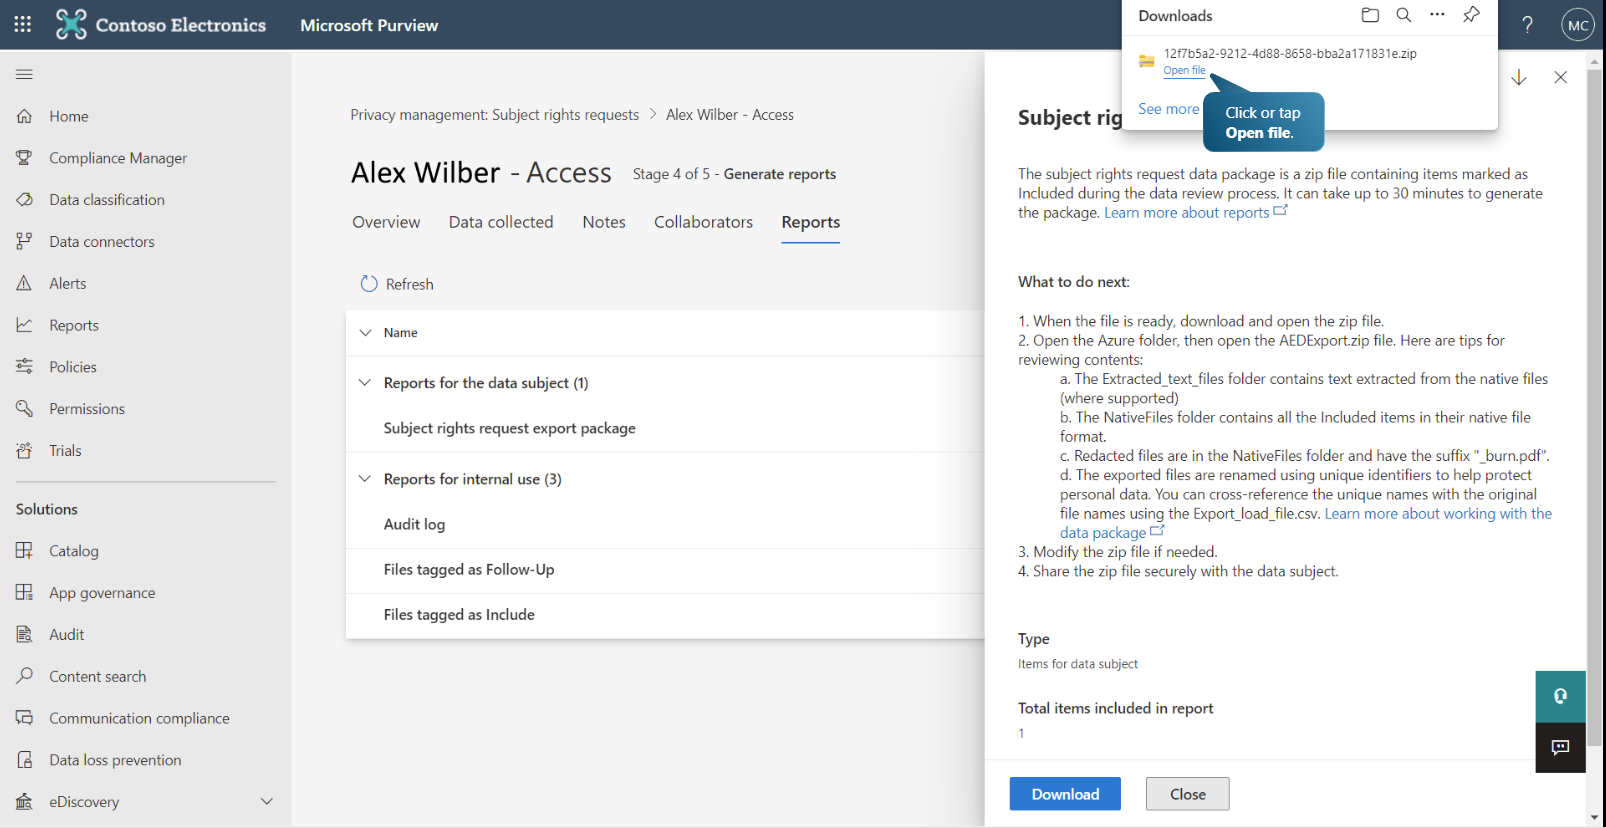 Contoso Electronics
Microsoft Purview
Downloads
?
MC
12f7b5a2-9212-4d88-8658-bba2a171831e.zip
Open file
See more
Click or tap
Open file.
Home
Compliance Manager
Data classification
Data connectors
Alerts
Reports
Policies
Permissions
Trials
Solutions
Catalog
App governance
Audit
Content search
Communication compliance
Data loss prevention
eDiscovery
Privacy management: Subject rights requests > Alex Wilber - Access
Alex Wilber - Access Stage 4 of 5 - Generate reports
Overview Data collected Notes Collaborators Reports
Refresh
Name
Reports for the data subject (1)
Subject rights request export package
Reports for internal use (3)
Audit log
Files tagged as Follow-Up
Files tagged as Include
Subject rig
The subject rights request data package is a zip file containing items marked as
Included during the data review process. It can take up to 30 minutes to generate
the package. Learn more about reports
What to do next:
1. When the file is ready, download and open the zip file.
2. Open the Azure folder, then open the AEDExport.zip file. Here are tips for
reviewing contents:
a. The Extracted_text_files folder contains text extracted from the native files
(where supported)
b. The NativeFiles folder contains all the Included items in their native file
format.
c. Redacted files are in the NativeFiles folder and have the suffix "_burn.pdf".
d. The exported files are renamed using unique identifiers to help protect
personal data. You can cross-reference the unique names with the original
file names using the Export_load_file.csv. Learn more about working with the
data package
3. Modify the zip file if needed.
4. Share the zip file securely with the data subject.
Type
Items for data subject
Total items included in report
1
Download
Close